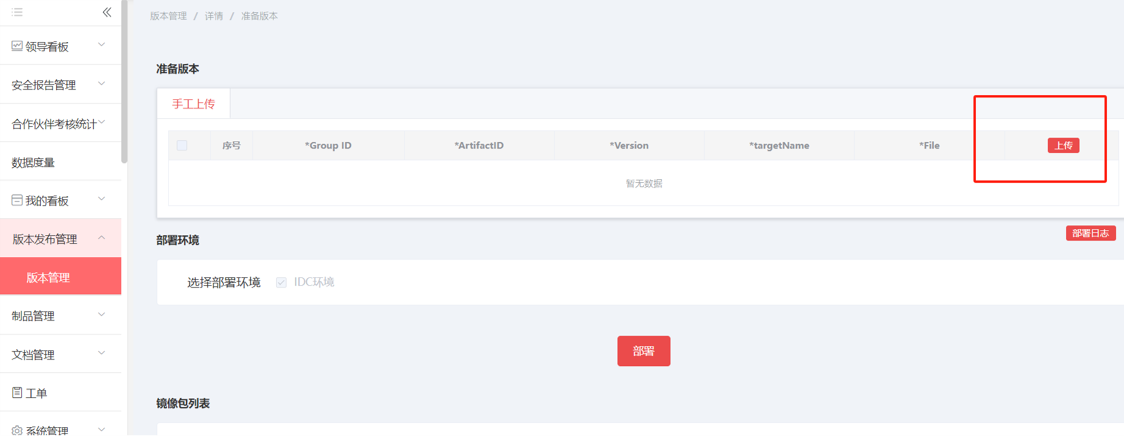 版本管理 / 详情 / 准备版本
领导看板
安全报告管理
合作伙伴考核统计
数据度量
我的看板
版本发布管理
版本管理
制品管理
文档管理
工单
系统管理
准备版本
手工上传
序号 *Group ID *ArtifactID *Version *targetName *File 上传
暂无数据
部署日志
部署环境
选择部署环境 IDC环境
部署
镜像包列表